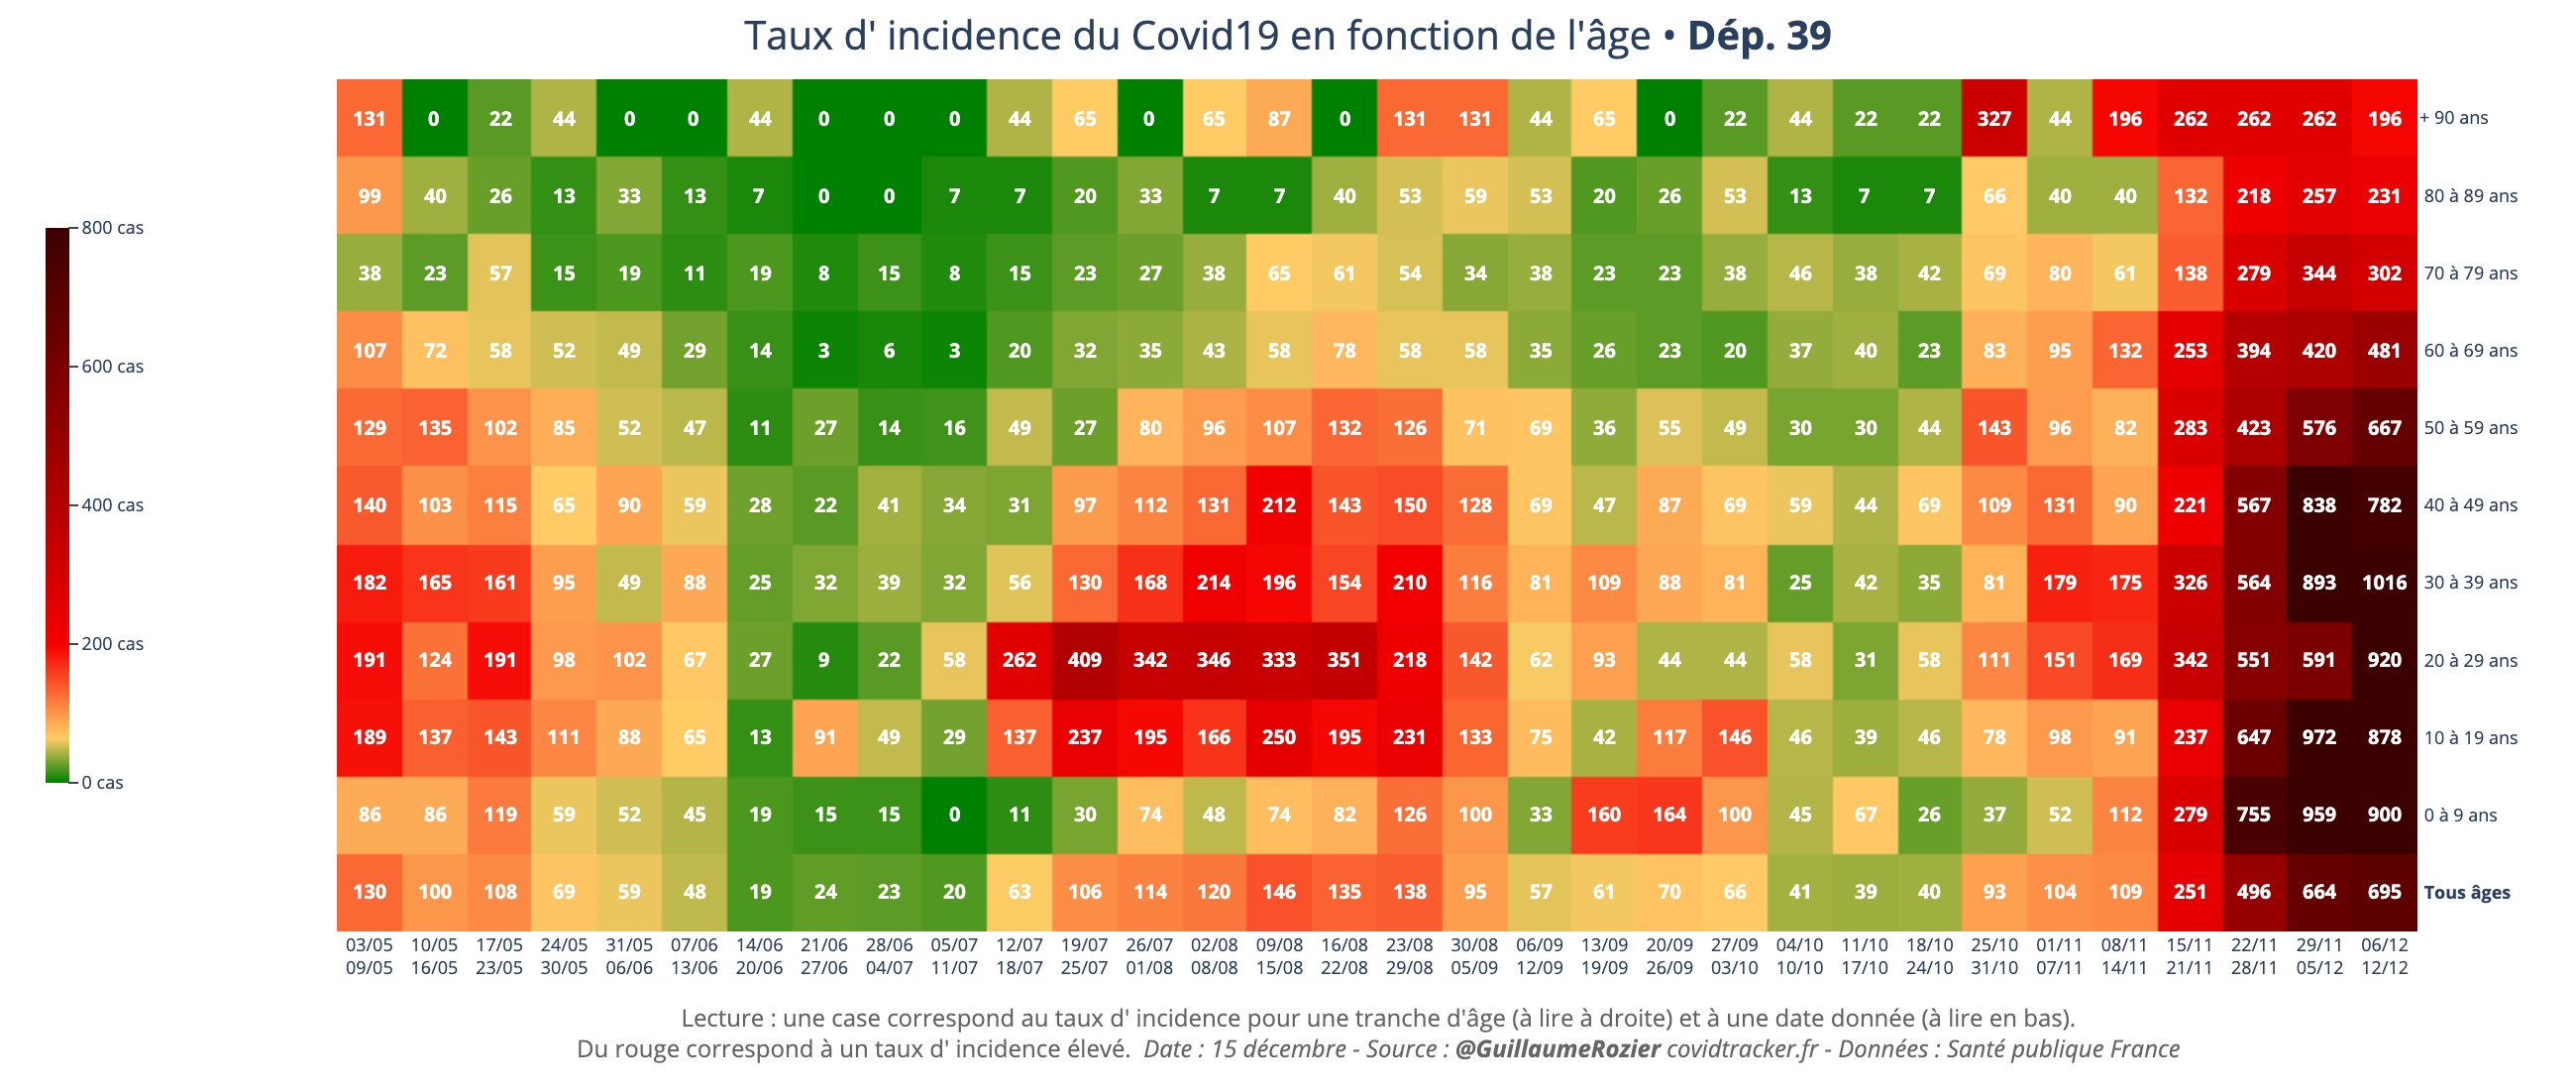 Taux d' incidence du Covid19 en fonction de l'âge • Dép. 39
131 0 22 44 0 0 44 0 0 0 44 65 0 65 87 0 131 131 44 65 0 22 44 22 22 327 44 196 262 262 262 196 + 90 ans
99 40 26 13 33 13 7 0 0 7 7 20 33 7 7 40 53 59 53 20 26 53 13 7 7 66 40 40 132 218 257 231 80 à 89 ans
800 cas
38 23 57 15 19 11 19 8 15 8 15 23 27 38 65 61 54 34 38 23 23 38 46 38 42 69 80 61 138 279 344 302 70 à 79 ans
107 72 58 52 49 29 14 3 6 3 20 32 35 43 58 78 58 58 35 26 23 20 37 40 23 83 95 132 253 394 420 481 60 à 69 ans
600 cas
129 135 102 85 52 47 11 27 14 16 49 27 80 96 107 132 126 71 69 36 55 49 30 30 44 143 96 82 283 423 576 667 50 à 59 ans
140 103 115 65 90 59 28 22 41 34 31 97 112 131 212 143 150 128 69 47 87 69 59 44 69 109 131 90 221 567 838 782 40 à 49 ans
400 cas
182 165 161 95 49 88 25 32 39 32 56 130 168 214 196 154 210 116 81 109 88 81 25 42 35 81 179 175 326 564 893 1016 30 à 39 ans
200 cas
191 124 191 98 102 67 27 9 22 58 262 409 342 346 333 351 218 142 62 93 44 44 58 31 58 111 151 169 342 551 591 920 20 à 29 ans
189 137 143 111 88 65 13 91 49 29 137 237 195 166 250 195 231 133 75 42 117 146 46 39 46 78 98 91 237 647 972 878 10 à 19 ans
0 cas
86 86 119 59 52 45 19 15 15 0 11 30 74 48 74 82 126 100 33 160 164 100 45 67 26 37 52 112 279 755 959 900 0 à 9 ans
130 100 108 69 59 48 19 24 23 20 63 106 114 120 146 135 138 95 57 61 70 66 41 39 40 93 104 109 251 496 664 695 Tous âges
03/05 10/05 17/05 24/05 31/05 07/06 14/06 21/06 28/06 05/07 12/07 19/07 26/07 02/08 09/08 16/08 23/08 30/08 06/09 13/09 20/09 27/09 04/10 11/10 18/10 25/10 01/11 08/11 15/11 22/11 29/11 06/12
09/05 16/05 23/05 30/05 06/06 13/06 20/06 27/06 04/07 11/07 18/07 25/07 01/08 08/08 15/08 22/08 29/08 05/09 12/09 19/09 26/09 03/10 10/10 17/10 24/10 31/10 07/11 14/11 21/11 28/11 05/12 12/12
Lecture : une case correspond au taux d' incidence pour une tranche d'âge (à lire à droite) et à une date donnée (à lire en bas).
Du rouge correspond à un taux d' incidence élevé. Date : 15 décembre - Source : @GuillaumeRozier covidtracker.fr - Données : Santé publique France